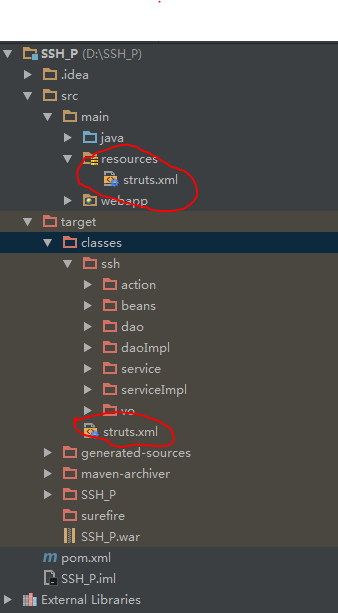 SSH_P (D:\SSH_P)
.idea
src
main
java
resources
struts.xml
webapp
target
classes
ssh
action
beans
dao
daoImpl
service
serviceImpl
vo
struts.xml
generated-sources
maven-archiver
SSH_P
surefire
SSH_P.war
pom.xml
SSH_P.iml
External Libraries